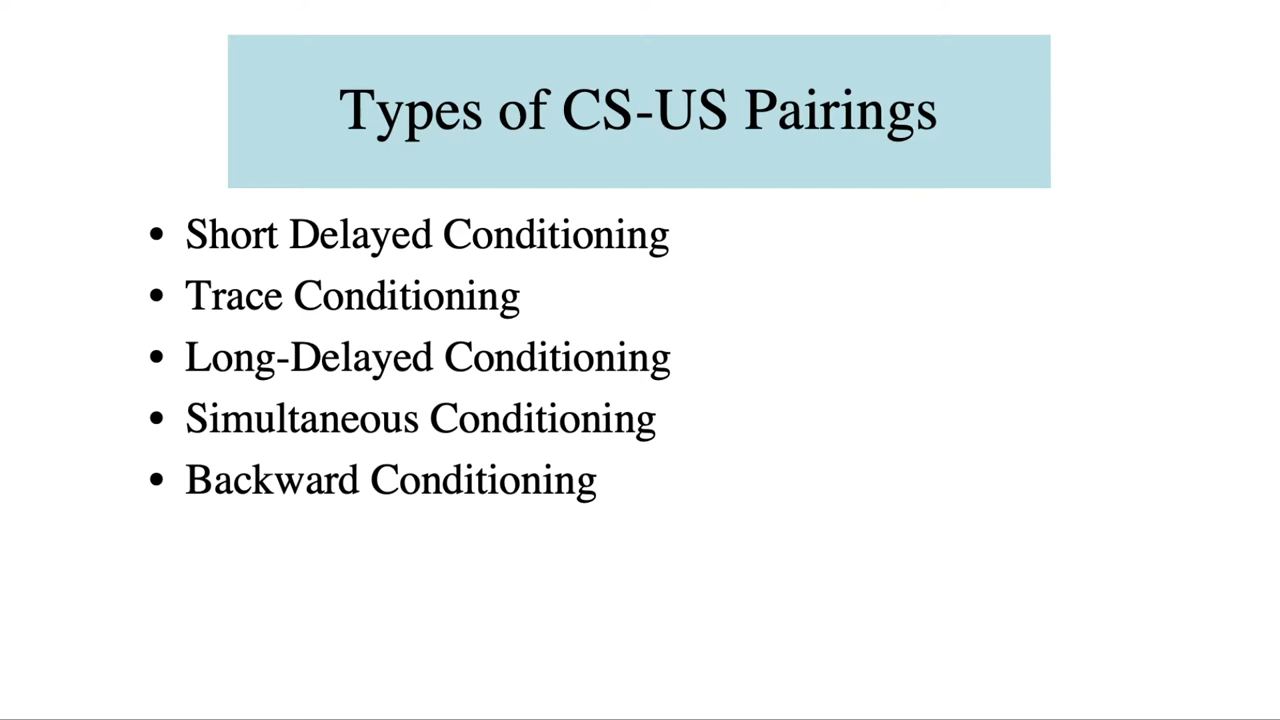 Types of CS-US Pairings
• Short Delayed Conditioning
• Trace Conditioning
• Long-Delayed Conditioning
• Simultaneous Conditioning
• Backward Conditioning